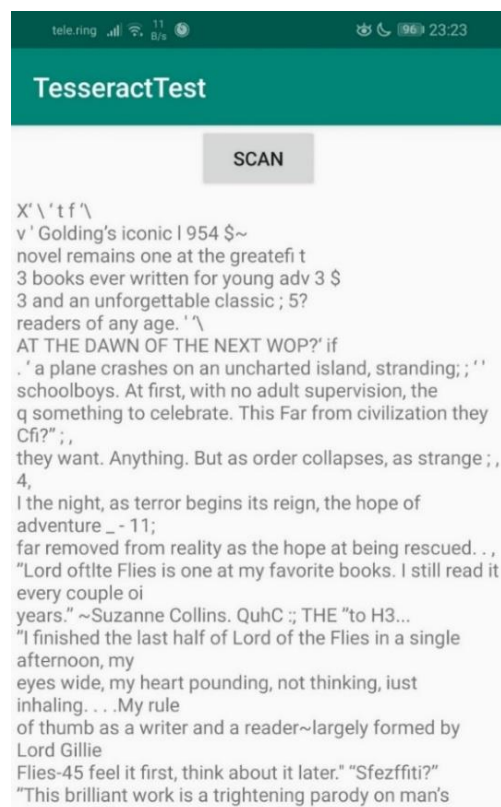 tele.ring 11 B/s 96 23:23
TesseractTest
SCAN
X‘ \ ‘ t f ‘\
v ' Golding’s iconic l 954 $~
novel remains one at the greatefi t
3 books ever written for young adv 3 $
3 and an unforgettable classic ; 5?
readers of any age. ' ‘\
AT THE DAWN OF THE NEXT WOP?‘ if
. ‘ a plane crashes on an uncharted island, stranding; ; ‘ '
schoolboys. At first, with no adult supervision, the
q something to celebrate. This Far from civilization they
Cfi?” ; ,
they want. Anything. But as order collapses, as strange ; ,
4,
I the night, as terror begins its reign, the hope of
adventure _ - 11;
far removed from reality as the hope at being rescued. . ,
“Lord oftlte Flies is one at my favorite books. I still read it
every couple oi
years.” ~Suzanne Collins. QuhC :; THE ”to H3...
“I finished the last half of Lord of the Flies in a single
afternoon, my
eyes wide, my heart pounding, not thinking, iust
inhaling. . . .My rule
of thumb as a writer and a reader~largely formed by
Lord Gillie
Flies-45 feel it first, think about it later." “Sfezffiti?”
“This brilliant work is a trightening parody on man’s